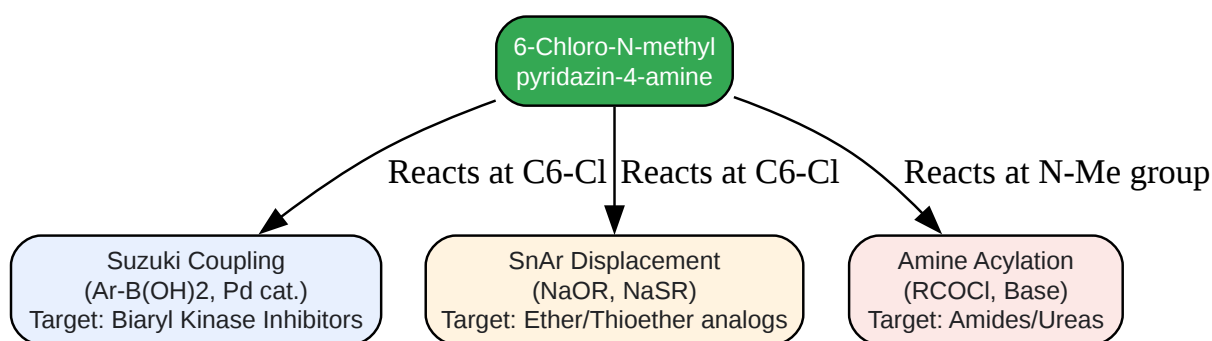 6-Chloro-N-methyl
pyridazin-4-amine
Reacts at C6-Cl
Reacts at C6-Cl
Reacts at N-Me group
Suzuki Coupling
(Ar-B(OH)2, Pd cat.)
Target: Biaryl Kinase Inhibitors
SnAr Displacement
(NaOR, NaSR)
Target: Ether/Thioether analogs
Amine Acylation
(RCOCl, Base)
Target: Amides/Ureas